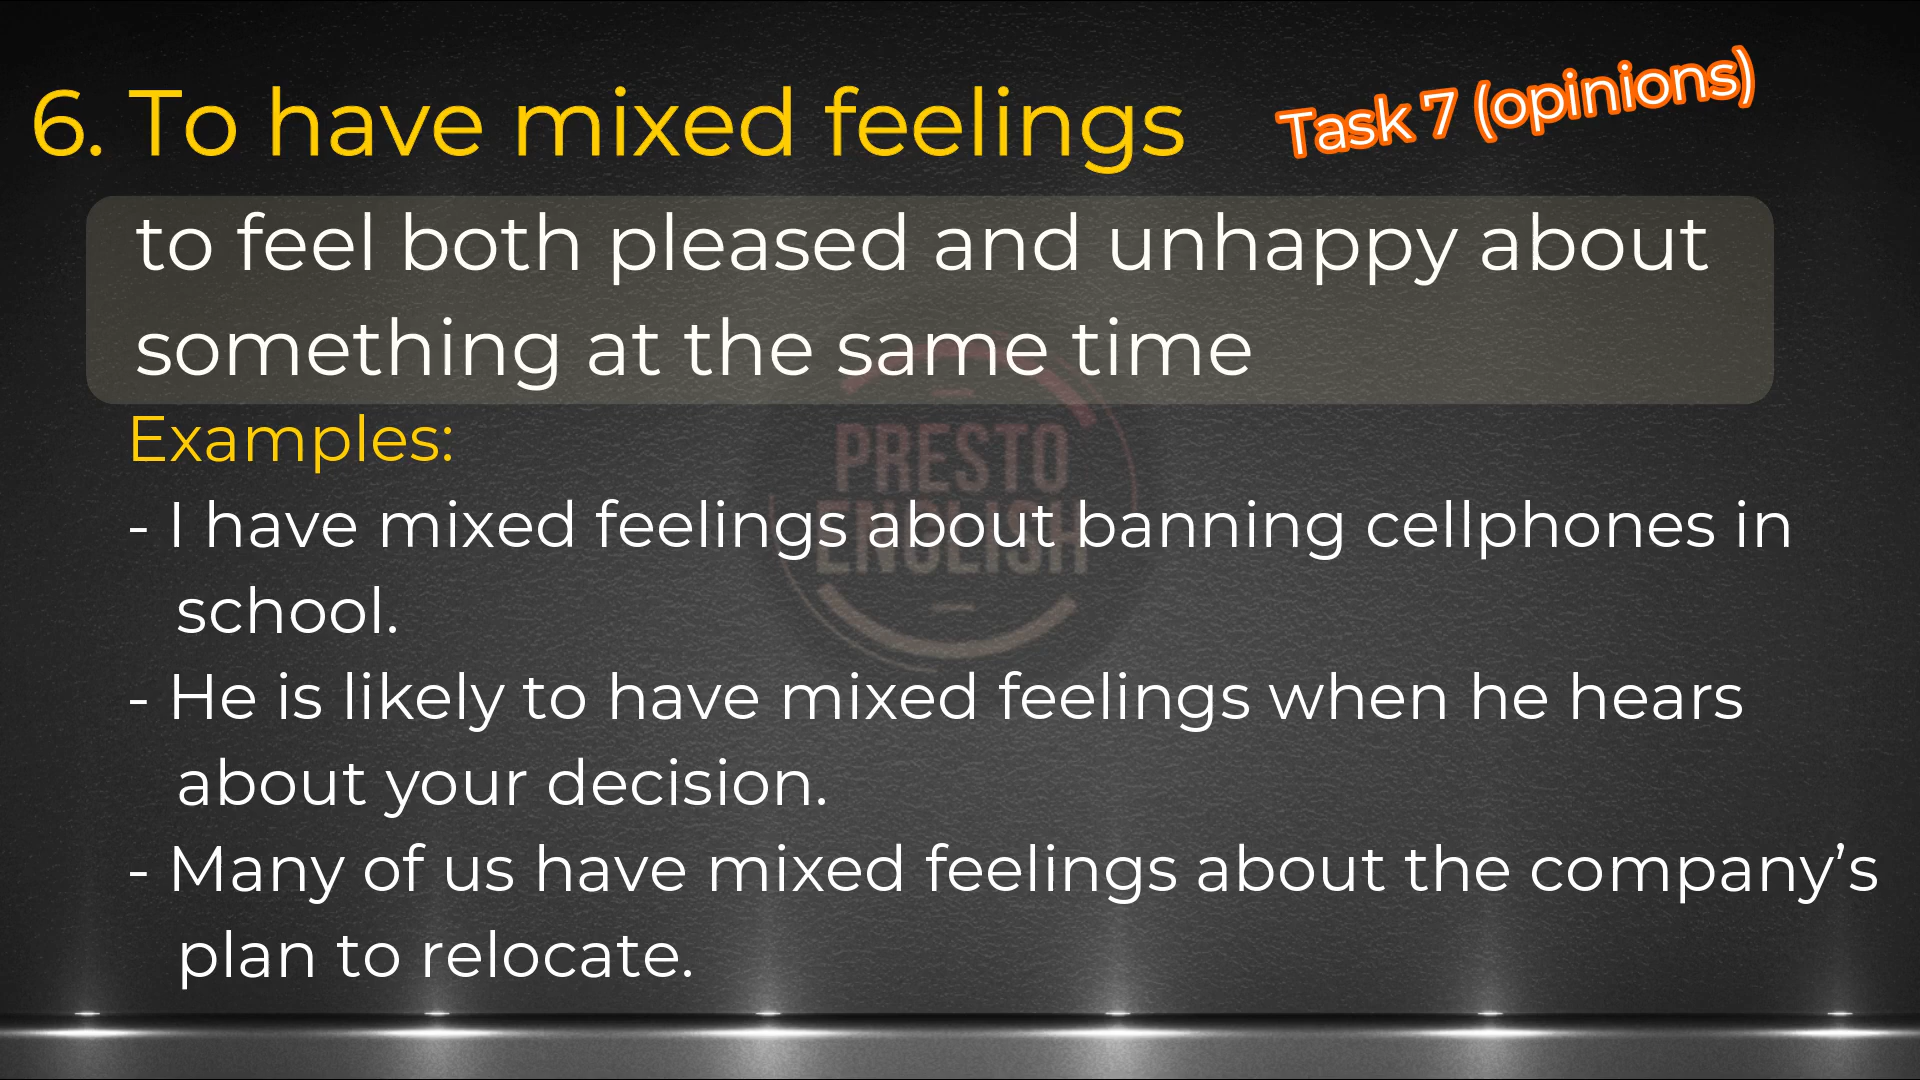 6. To have mixed feelings
Task 7 (opinions)
to feel both pleased and unhappy about
something at the same time
Examples:
PRESTO
ENGLISH
- I have mixed feelings about banning cellphones in
school.
- He is likely to have mixed feelings when he hears
about your decision.
- Many of us have mixed feelings about the company’s
plan to relocate.